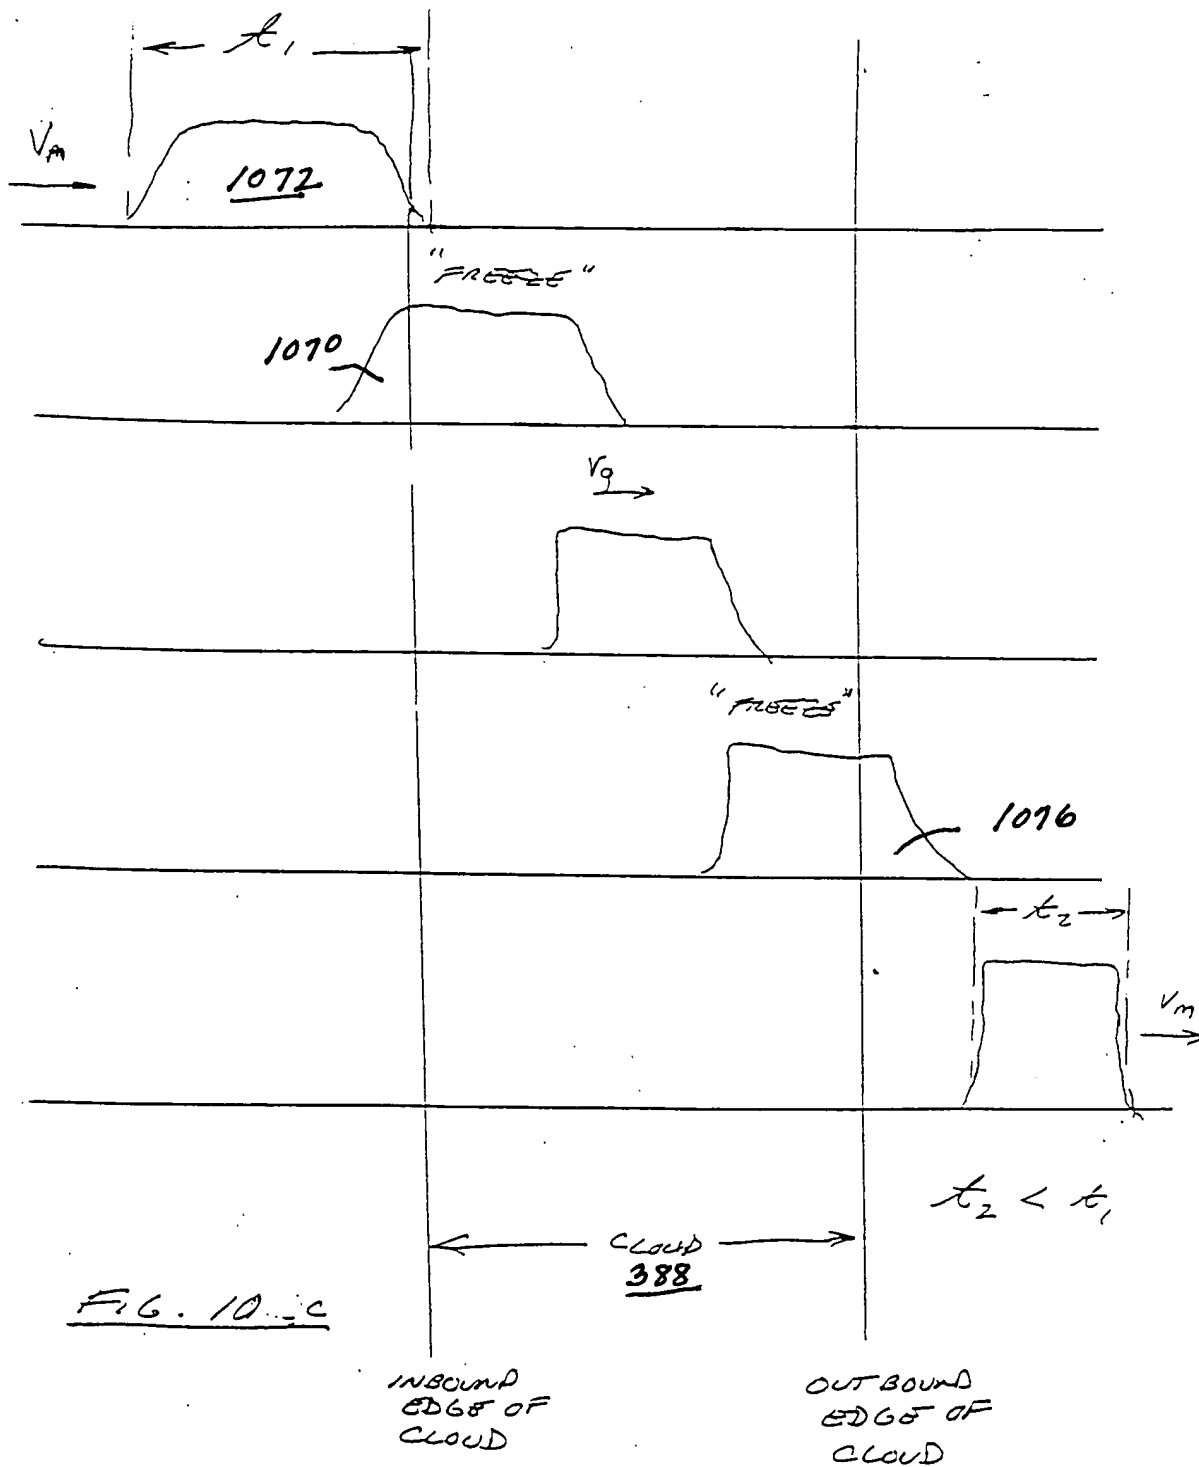 t₁
Vₘ
1072
"FREEZE"
1070
Vg
"FREEZE"
1076
t₂
Vₘ
t₂ < t₁
CLOUD
388
FIG. 10-C
INBOUND
EDGE OF
CLOUD
OUTBOUND
EDGE OF
CLOUD